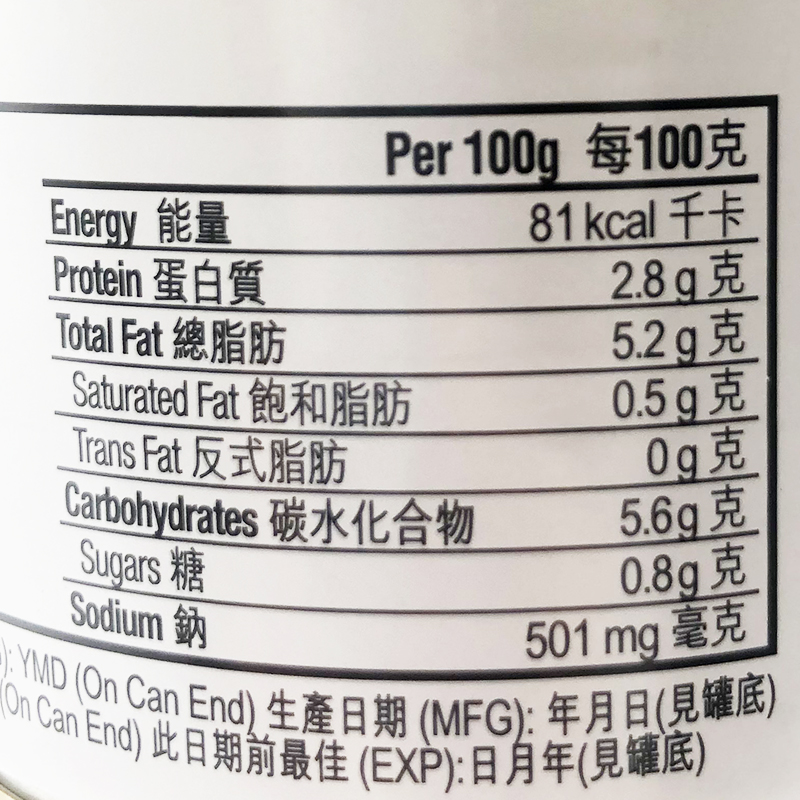 Per 100g 每100克
Energy 能量 81 kcal 千卡
Protein 蛋白質 2.8 g 克
Total Fat 總脂肪 5.2 g 克
Saturated Fat 飽和脂肪 0.5 g 克
Trans Fat 反式脂肪 0 g 克
Carbohydrates 碳水化合物 5.6g 克
Sugars 糖 0.8g 克
Sodium 鈉 501 mg 毫克
): YMD (On Can End) 生產日期 (MFG): 年月日(見罐底)
(On Can End) 此日期前最佳 (EXP):日月年(見罐底)